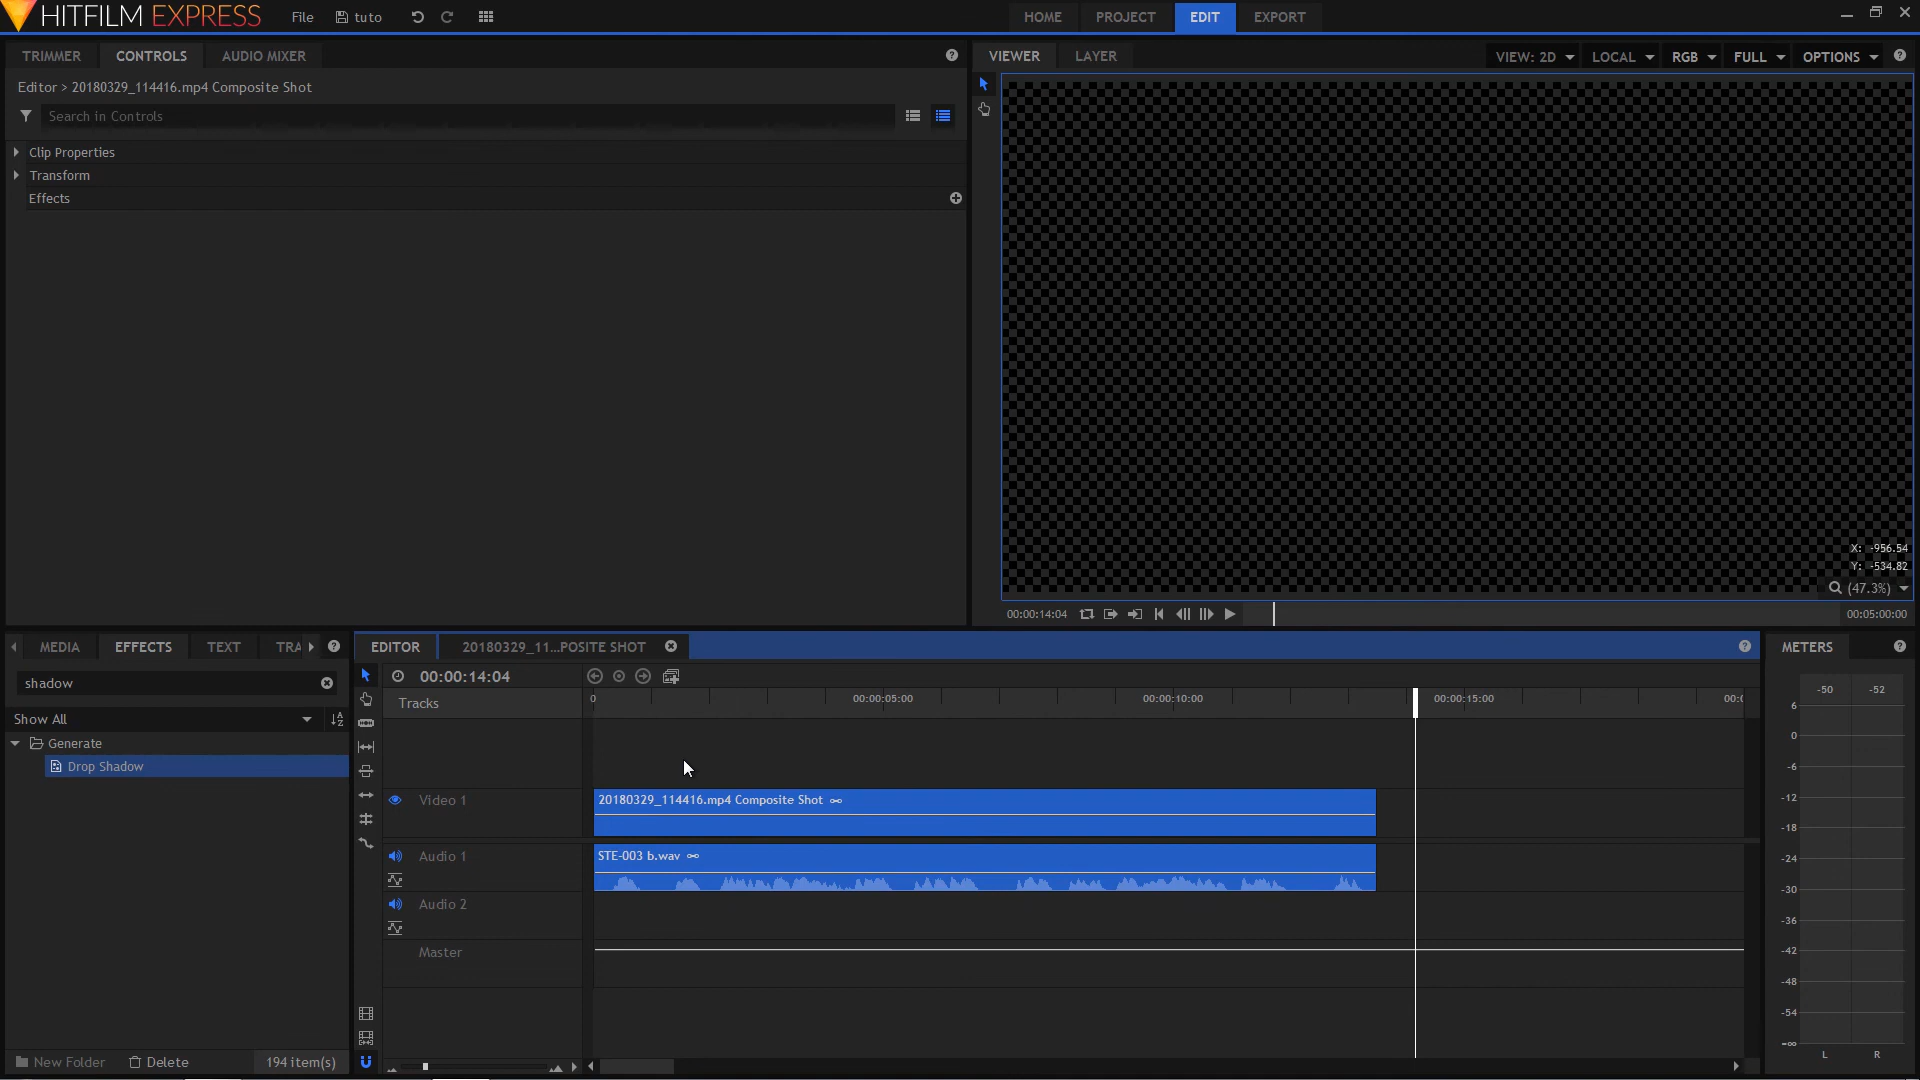 HITFILM EXPRESS File tuto HOME PROJECT EDIT EXPORT
TRIMMER CONTROLS AUDIO MIXER
VIEWER LAYER VIEW: 2D LOCAL RGB FULL OPTIONS
Editor > 20180329_114416.mp4 Composite Shot
Search in Controls
Clip Properties
Transform
Effects
X: -956.54
Y: -534.82
(47.3%)
00:00:14:04 00:05:00:00
MEDIA EFFECTS TEXT TRA
EDITOR 20180329_11...POSITE SHOT
METERS
shadow
Show All
Generate
Drop Shadow
New Folder Delete 194 item(s)
00:00:14:04
Tracks
0 00:00:05:00 00:00:10:00 00:00:15:00 00:0
Video 1 20180329_114416.mp4 Composite Shot
Audio 1 STE-003 b.wav
Audio 2
Master
-50 -52
6
0
-6
-12
-18
-24
-30
-36
-42
-48
-54
-∞
L R